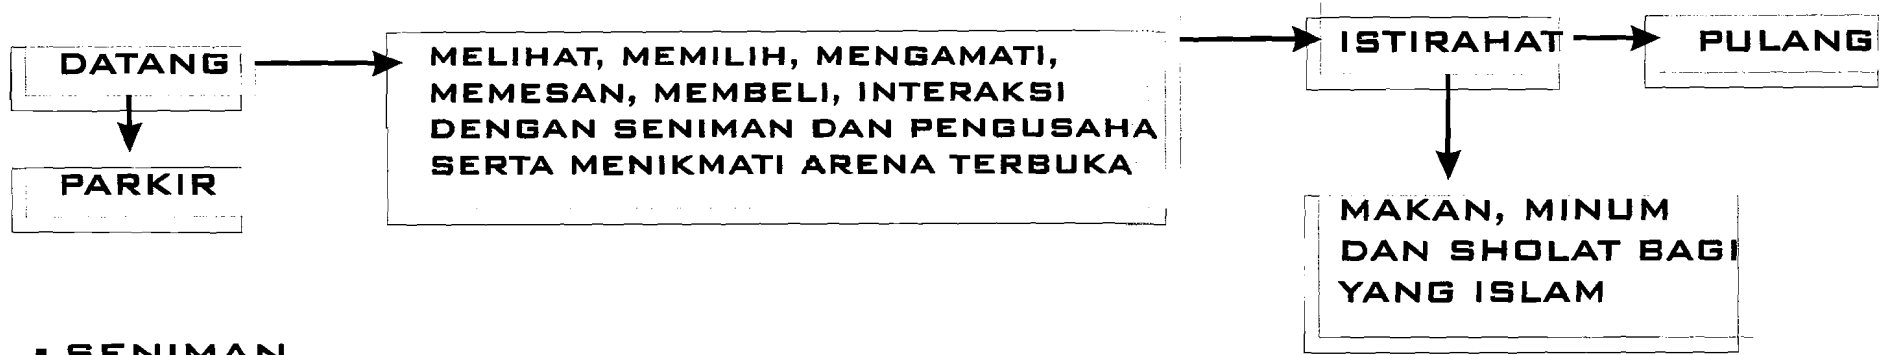 DATANG
PARKIR
MELIHAT, MEMILIH, MENGAMATI,
MEMESAN, MEMBELI, INTERAKSI
DENGAN SENIMAN DAN PENGUSAHA
SERTA MENIKMATI ARENA TERBUKA
ISTIRAHAT
PULANG
MAKAN, MINUM
DAN SHOLAT BAGI
YANG ISLAM
▪ SENIMAN